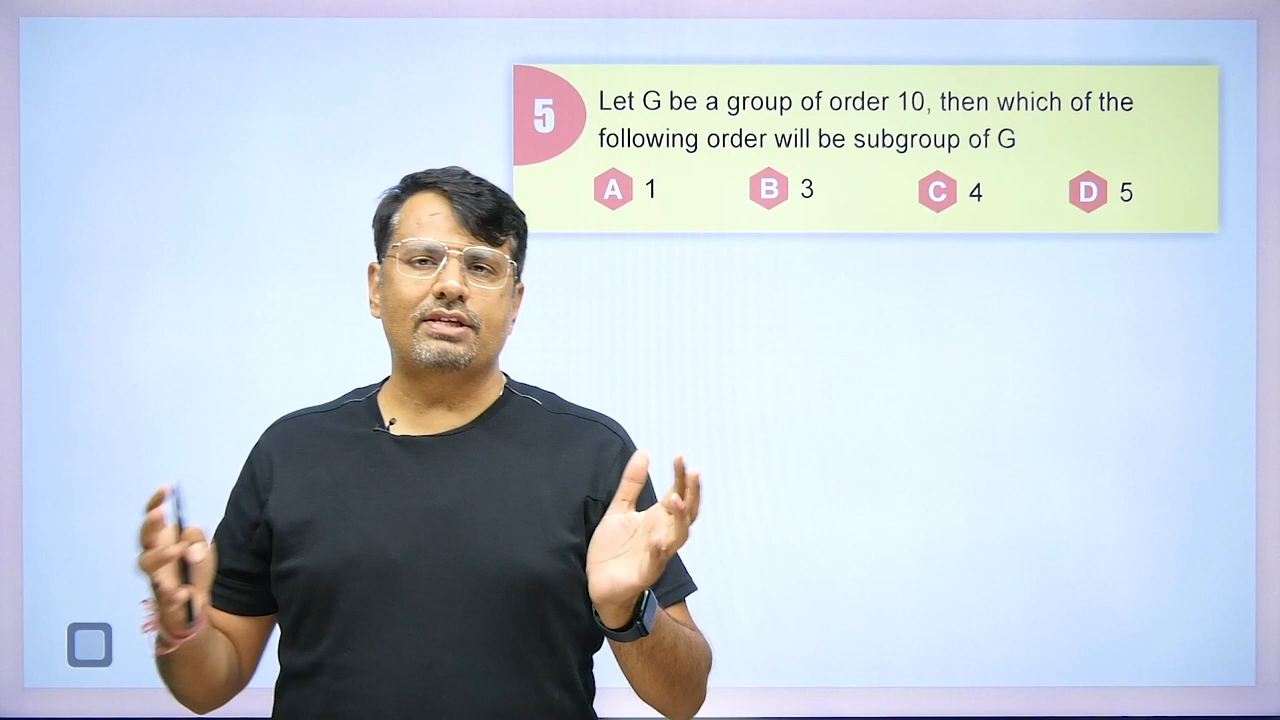 5
Let G be a group of order 10, then which of the
following order will be subgroup of G
A 1 B 3 C 4 D 5